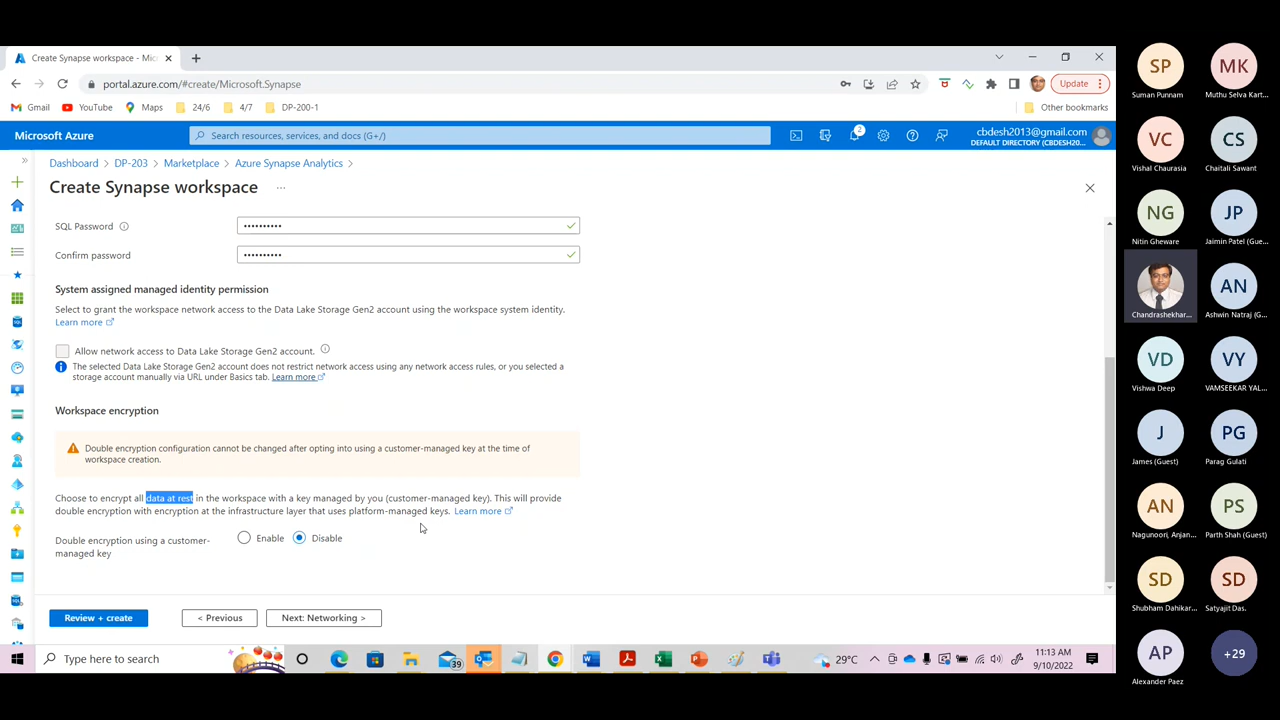 Create Synapse workspace - Mic
portal.azure.com/#create/Microsoft.Synapse
Update
Gmail
YouTube
Maps
24/6
4/7
DP-200-1
Other bookmarks
Microsoft Azure
Search resources, services, and docs (G+/)
2
cbdesh2013@gmail.com
DEFAULT DIRECTORY (CBDESH20...
Dashboard > DP-203 > Marketplace > Azure Synapse Analytics >
Create Synapse workspace ...
SQL Password
••••••••••
Confirm password
••••••••••
System assigned managed identity permission
Select to grant the workspace network access to the Data Lake Storage Gen2 account using the workspace system identity.
Learn more
Allow network access to Data Lake Storage Gen2 account.
The selected Data Lake Storage Gen2 account does not restrict network access using any network access rules, or you selected a
storage account manually via URL under Basics tab. Learn more
Workspace encryption
Double encryption configuration cannot be changed after opting into using a customer-managed key at the time of
workspace creation.
Choose to encrypt all data at rest in the workspace with a key managed by you (customer-managed key). This will provide
double encryption with encryption at the infrastructure layer that uses platform-managed keys. Learn more
Double encryption using a customer-
managed key
Enable
Disable
Review + create
< Previous
Next: Networking >
Type here to search
39
29°C
11:13 AM
9/10/2022
SP
Suman Punnam
MK
Muthu Selva Kart...
VC
Vishal Chaurasia
CS
Chaitali Sawant
NG
Nitin Gheware
JP
Jaimin Patel (Gue...
Chandrashekhar...
AN
Ashwin Natraj (G...
VD
Vishwa Deep
VY
VAMSEEKAR YAL...
J
James (Guest)
PG
Parag Gulati
AN
Nagunoori, Anjan...
PS
Parth Shah (Guest)
SD
Shubham Dahikar...
SD
Satyajit Das.
AP
Alexander Paez
+29